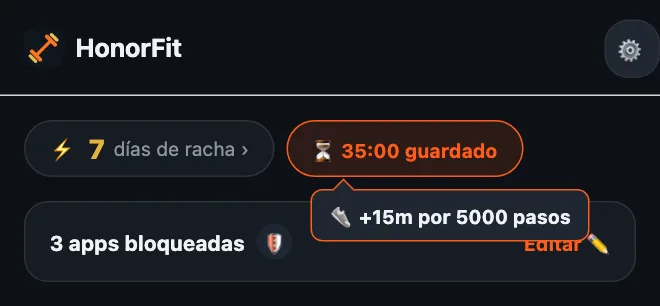 HonorFit
7 días de racha ›
35:00 guardado
+15m por 5000 pasos
3 apps bloqueadas
Editar